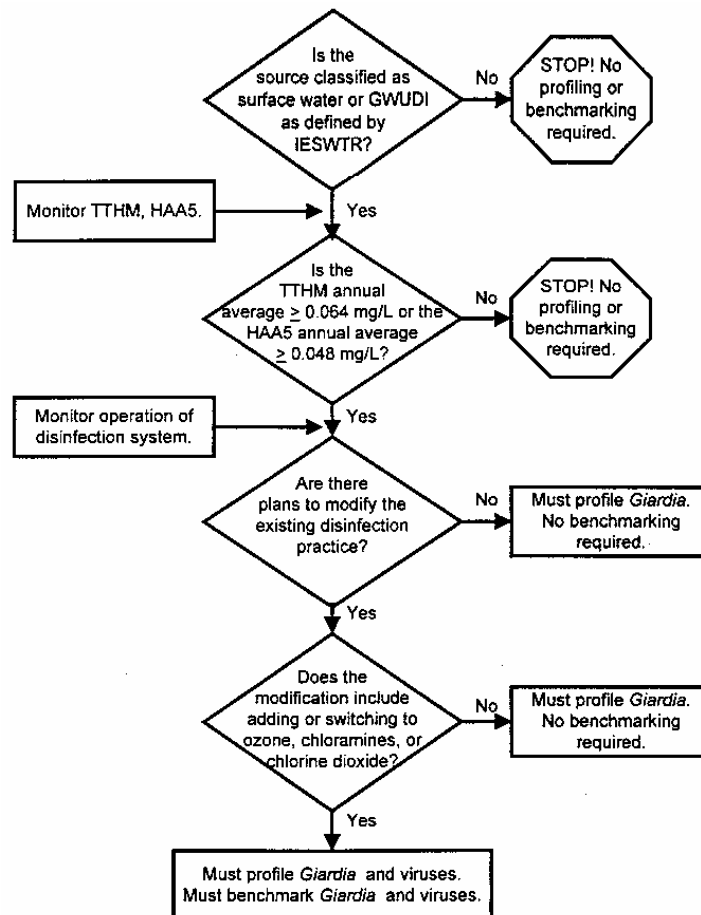 Is the
source classified as
surface water or GWUDI
as defined by
IESWTR?
No
STOP! No
profiling or
benchmarking
required.
Monitor TTHM, HAA5.
Yes
Is the
TTHM annual
average ≥ 0.064 mg/L or the
HAA5 annual average
≥ 0.048 mg/L?
No
STOP! No
profiling or
benchmarking
required.
Monitor operation of
disinfection system.
Yes
Are there
plans to modify the
existing disinfection
practice?
No
Must profile Giardia.
No benchmarking
required.
Yes
Does the
modification include
adding or switching to
ozone, chloramines, or
chlorine dioxide?
No
Must profile Giardia.
No benchmarking
required.
Yes
Must profile Giardia and viruses.
Must benchmark Giardia and viruses.